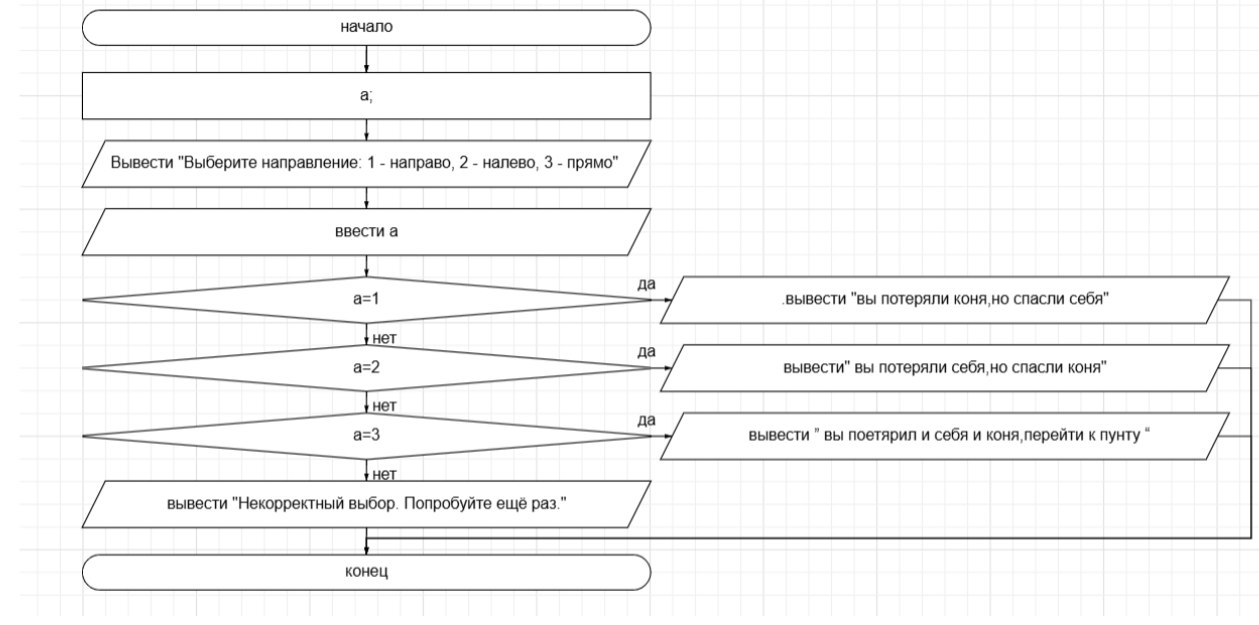 начало
а;
Вывести "Выберите направление: 1 - направо, 2 - налево, 3 - прямо"
ввести а
а=1
да
.вывести "вы потеряли коня,но спасли себя"
нет
а=2
да
вывести" вы потеряли себя,но спасли коня"
нет
а=3
да
вывести ” вы поетярил и себя и коня,перейти к пунту “
нет
вывести "Некорректный выбор. Попробуйте ещё раз."
конец